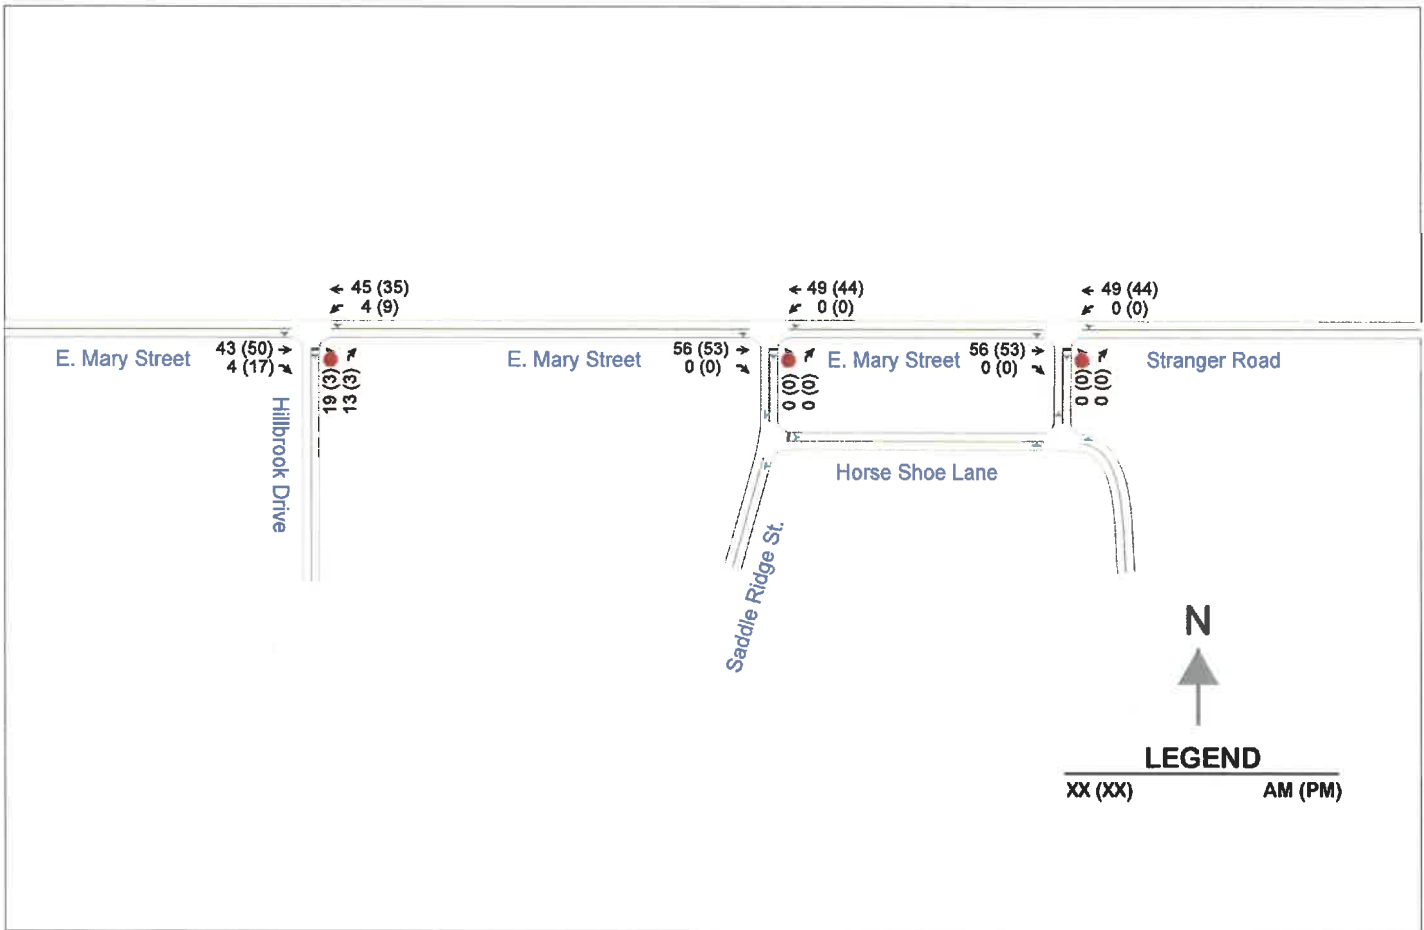 ← 45 (35)
↙ 4 (9)
← 49 (44)
↙ 0 (0)
← 49 (44)
↙ 0 (0)
E. Mary Street
43 (50) →
4 (17) ↘
E. Mary Street
56 (53) →
0 (0) ↘
E. Mary Street
56 (53) →
0 (0) ↘
Stranger Road
19 (3)
13 (3)
0 (0)
0 (0)
0 (0)
0 (0)
Hillbrook Drive
Horse Shoe Lane
Saddle Ridge St.
N
LEGEND
XX (XX) AM (PM)